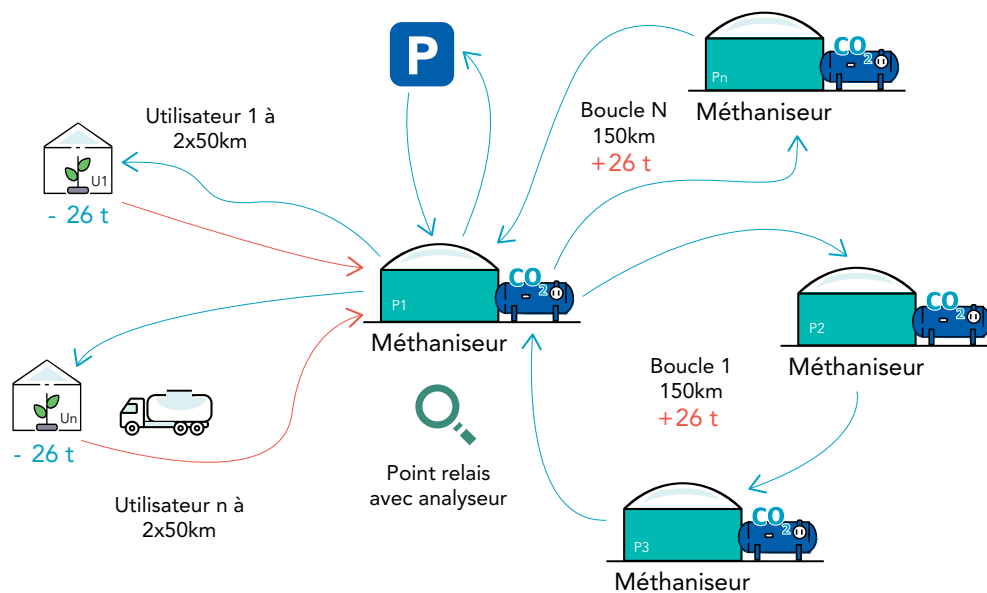 P
CO2
Pn
Méthaniseur
Boucle N
150km
+26 t
Utilisateur 1 à
2x50km
U1
- 26 t
P1
CO2
Méthaniseur
P2
CO2
Méthaniseur
Boucle 1
150km
+26 t
Un
- 26 t
Utilisateur n à
2x50km
Point relais
avec analyseur
P3
CO2
Méthaniseur